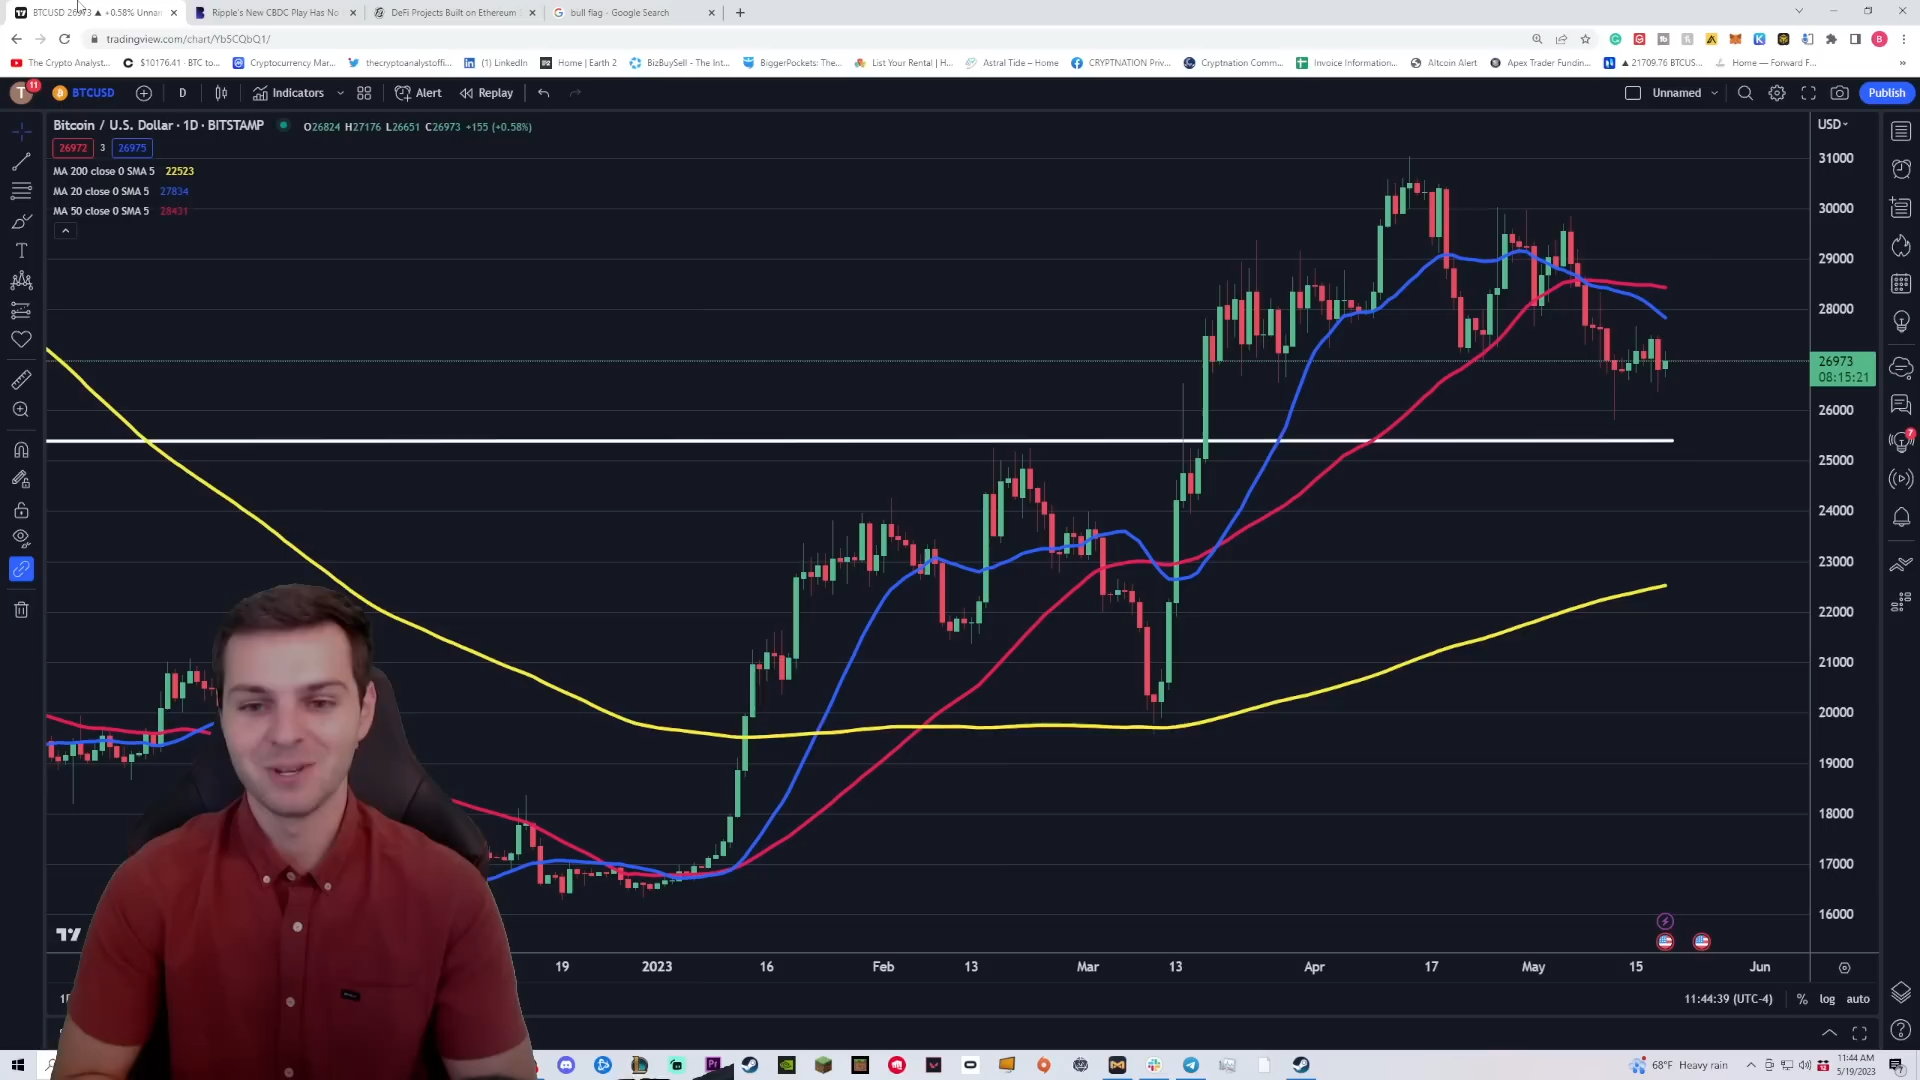 BTCUSD 26973 ▲ +0.58% Unnan
Ripple's New CBDC Play Has No
DeFi Projects Built on Ethereum
bull flag - Google Search
tradingview.com/chart/Yb5CQbQ1/
The Crypto Analyst...
$10176.41 · BTC to...
Cryptocurrency Mar...
thecryptoanalystoffi...
(1) LinkedIn
Home | Earth 2
BizBuySell - The Int...
BiggerPockets: The...
List Your Rental | H...
Astral Tide – Home
CRYPTNATION Priv...
Cryptnation Comm...
Invoice Information...
Altcoin Alert
Apex Trader Fundin...
▲ 21709.76 BTCUS...
Home — Forward F...
T 11
BTCUSD
D
Indicators
Alert
Replay
Unnamed
Publish
Bitcoin / U.S. Dollar · 1D · BITSTAMP
O26824 H27176 L26651 C26973 +155 (+0.58%)
26972 3 26975
MA 200 close 0 SMA 5 22523
MA 20 close 0 SMA 5 27834
MA 50 close 0 SMA 5 28431
USD
31000
30000
29000
28000
26973
08:15:21
26000
25000
24000
23000
22000
21000
20000
19000
18000
17000
16000
7
19 2023 16 Feb 13 Mar 13 Apr 17 May 15 Jun
11:44:39 (UTC-4) % log auto
68°F Heavy rain
11:44 AM
5/19/2023